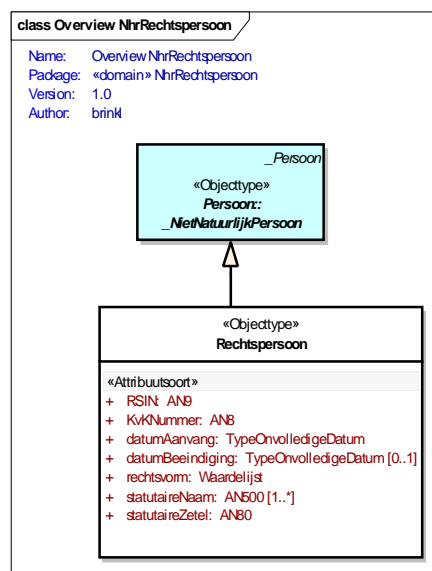 class Overview NhrRechtspersoon
Name: Overview NhrRechtspersoon
Package: «domain» NhrRechtspersoon
Version: 1.0
Author: brinkl
_Persoon
«Objecttype»
Persoon::
_NietNatuurlijkPersoon
«Objecttype»
Rechtspersoon
«Attribuutsoort»
+ RSIN: AN9
+ KvKNummer: AN8
+ datumAanvang: TypeOnvolledigeDatum
+ datumBeeindiging: TypeOnvolledigeDatum [0..1]
+ rechtsvorm: Waardelijst
+ statutaireNaam: AN500 [1..*]
+ statutaireZetel: AN80